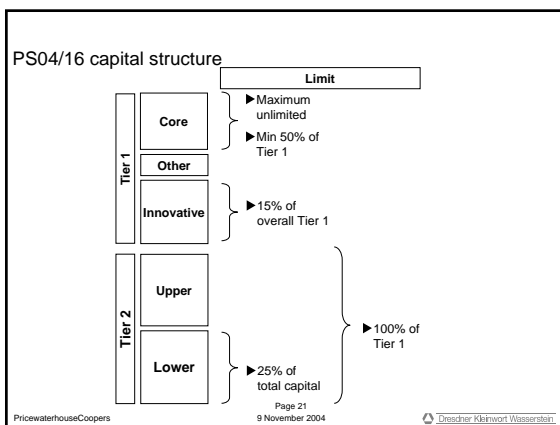 PS04/16 capital structure
Limit
Tier 1
Core
▶Maximum
unlimited
▶Min 50% of
Tier 1
Other
Innovative
▶15% of
overall Tier 1
Tier 2
Upper
▶100% of
Tier 1
Lower
▶25% of
total capital
Page 21
PricewaterhouseCoopers
9 November 2004
Dresdner Kleinwort Wasserstein